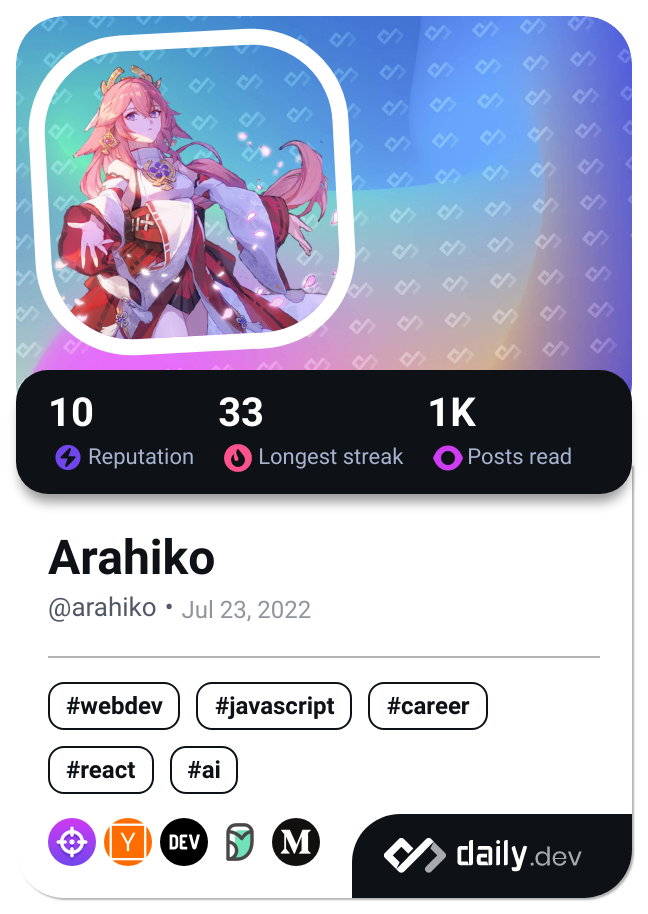 10 33 1K
Reputation Longest streak Posts read
Arahiko
@arahiko • Jul 23, 2022
#webdev #javascript #career
#react #ai
Y DEV M daily.dev